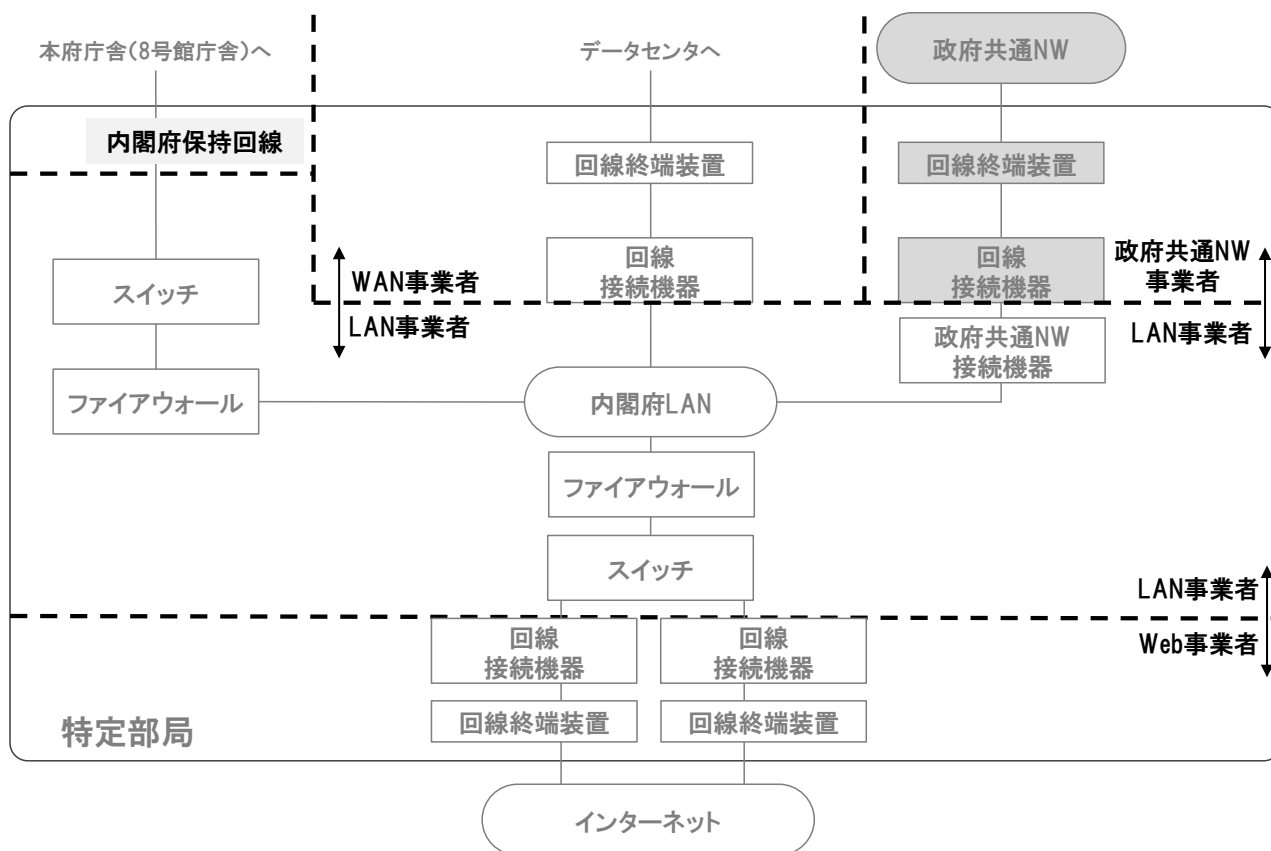 本府庁舎(8号館庁舎)へ
データセンタへ
政府共通NW
内閣府保持回線
回線終端装置
回線終端装置
スイッチ
WAN事業者
LAN事業者
回線
接続機器
回線
接続機器
政府共通NW
事業者
LAN事業者
政府共通NW
接続機器
ファイアウォール
内閣府LAN
ファイアウォール
スイッチ
LAN事業者
Web事業者
回線
接続機器
回線
接続機器
回線終端装置
回線終端装置
特定部局
インターネット